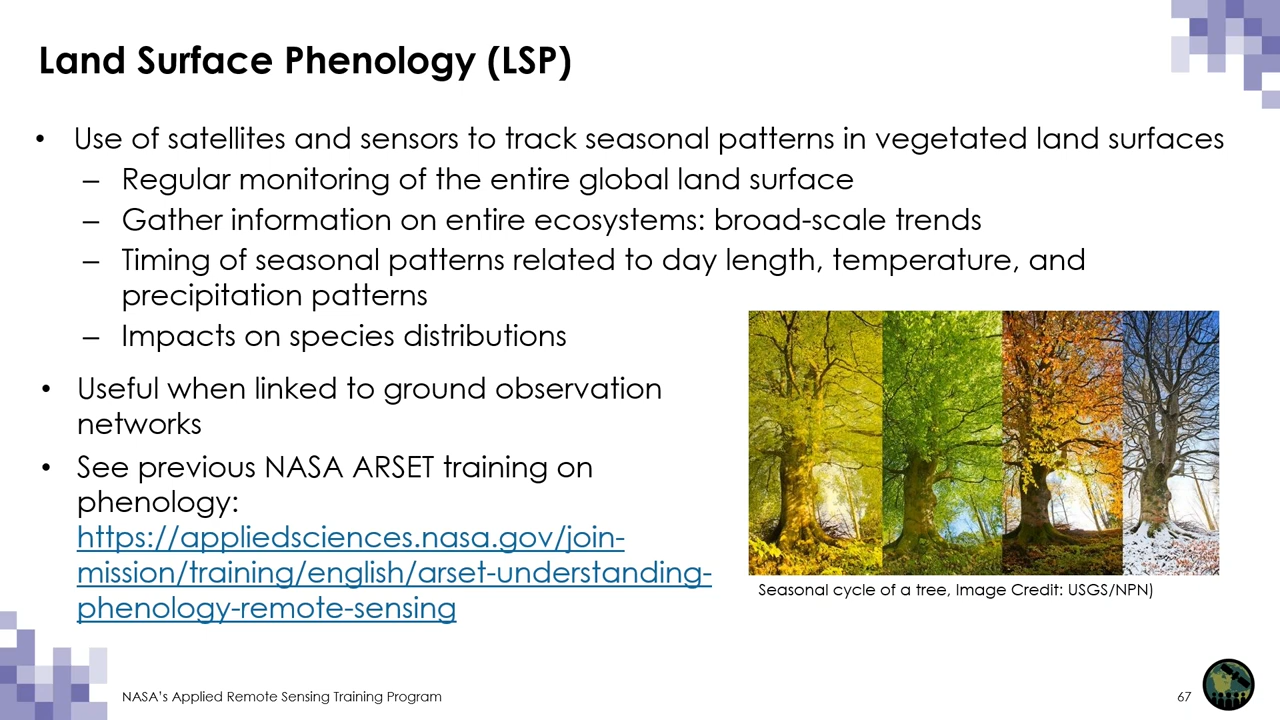 Land Surface Phenology (LSP)
• Use of satellites and sensors to track seasonal patterns in vegetated land surfaces
– Regular monitoring of the entire global land surface
– Gather information on entire ecosystems: broad-scale trends
– Timing of seasonal patterns related to day length, temperature, and
precipitation patterns
– Impacts on species distributions
• Useful when linked to ground observation
networks
• See previous NASA ARSET training on
phenology:
https://appliedsciences.nasa.gov/join-
mission/training/english/arset-understanding-
phenology-remote-sensing
Seasonal cycle of a tree, Image Credit: USGS/NPN)
NASA's Applied Remote Sensing Training Program
67